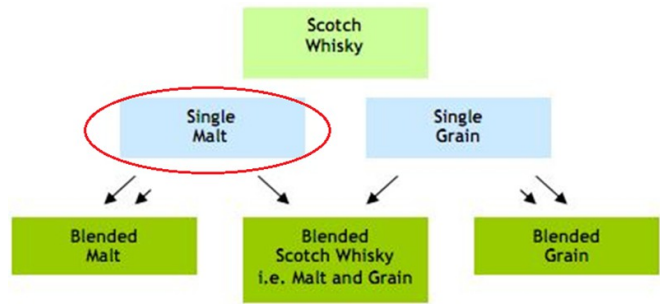 Scotch
Whisky
Single
Malt
Single
Grain
Blended
Malt
Blended
Scotch Whisky
i.e. Malt and Grain
Blended
Grain